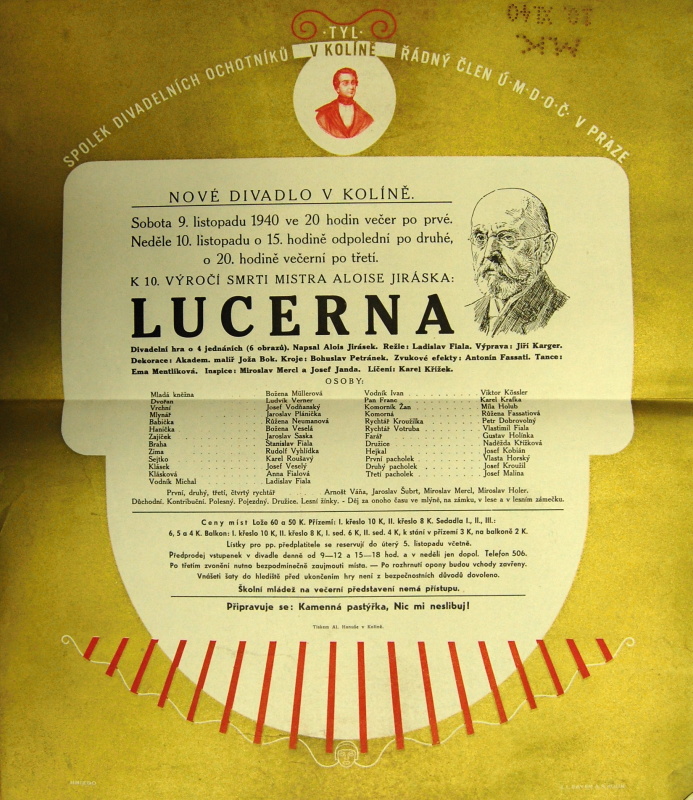 ·TYL·
V KOLÍNĚ
SPOLEK DIVADELNÍCH OCHOTNÍKŮ
ŘÁDNÝ ČLEN Ú·M·D·O·Č· V PRAZE
MK
20. XI. 40
NOVÉ DIVADLO V KOLÍNĚ.
Sobota 9. listopadu 1940 ve 20 hodin večer po prvé.
Neděle 10. listopadu o 15. hodině odpolední po druhé,
o 20. hodině večerní po třetí.
K 10. VÝROČÍ SMRTI MISTRA ALOISE JIRÁSKA:
LUCERNA
Divadelní hra o 4 jednáních (6 obrazů). Napsal Alois Jirásek. Režie: Ladislav Fiala. Výprava: Jiří Karger.
Dekorace: Akadem. malíř Joža Bok. Kroje: Bohuslav Petránek. Zvukové efekty: Antonín Fassati. Tance:
Ema Mentlíková. Inspice: Miroslav Mercl a Josef Janda. Líčení: Karel Křížek.
OSOBY:
Mladá kněžna Božena Müllerová
Dvořan Ludvík Verner
Vrchní Josef Vodňanský
Mlynář Jaroslav Plánička
Babička Růžena Neumanová
Hanička Božena Veselá
Zajíček Jaroslav Saska
Braha Stanislav Fiala
Zima Rudolf Vyhlídka
Sejtko Karel Roušavý
Klásek Josef Veselý
Klásková Anna Fialová
Vodník Michal Ladislav Fiala
Vodník Ivan Viktor Kössler
Pan Franc Karel Krafka
Komorník Žan Míla Holub
Komorná Růžena Fassatiová
Rychtář Kroužilka Petr Dobrovolný
Rychtář Votruba Vlastimil Fiala
Farář Gustav Holinka
Družice Naděžda Křížková
Hejkal Josef Kobián
První pacholek Vlasta Horský
Druhý pacholek Josef Kroužil
Třetí pacholek Josef Malina
První, druhý, třetí, čtvrtý rychtář Arnošt Váňa, Jaroslav Šubrt, Miroslav Mercl, Miroslav Holer.
Důchodní. Kontribuční. Polesný. Pojezdný. Družice. Lesní žínky. - Děj za onoho času ve mlýně, na zámku, v lese a v lesním zámečku.
Ceny míst Lože 60 a 50 K. Přízemí: I. křeslo 10 K, II. křeslo 8 K. Sedadla I., II., III.:
6, 5 a 4 K. Balkon: I. křeslo 10 K, II. křeslo 8 K, I. sed. 6 K, II. sed. 4 K, k stání v přízemí 3 K, na balkoně 2 K.
Lístky pro pp. předplatitele se reservují do úterý 5. listopadu včetně.
Předprodej vstupenek v divadle denně od 9—12 a 15—18 hod. a v neděli jen dopol. Telefon 506.
Po třetím zvonění nutno bezpodmínečně zaujmouti místa. — Po rozhrnutí opony budou vchody zavřeny.
Vnášeti šaty do hlediště před ukončením hry není z bezpečnostních důvodů dovoleno.
Školní mládež na večerní představení nemá přístupu.
Připravuje se: Kamenná pastýřka, Nic mi neslibuj!
Tiskem Al. Hanuše v Kolíně.